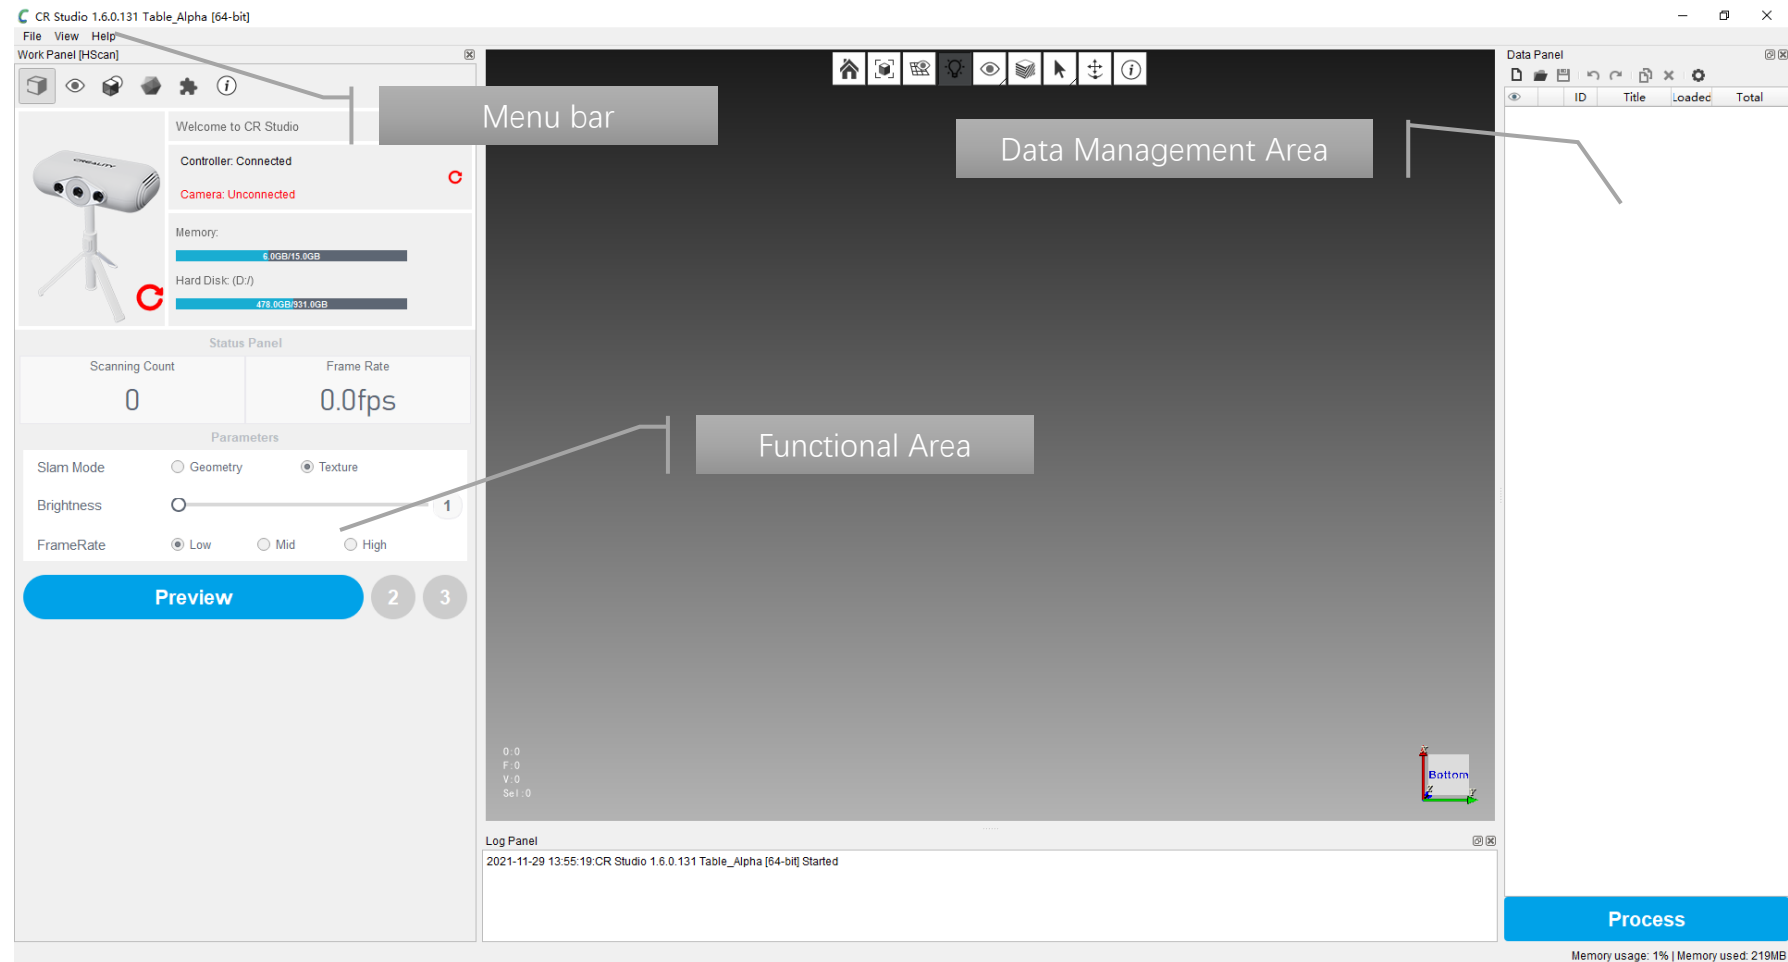 CR Studio 1.6.0.131 Table_Alpha [64-bit]
File View Help
Work Panel [HScan]
Welcome to CR Studio
Controller: Connected
Camera: Unconnected
CREALITY
Memory:
6.0GB/15.0GB
Hard Disk: (D:/)
478.0GB/931.0GB
Status Panel
Scanning Count Frame Rate
0 0.0fps
Parameters
Slam Mode Geometry Texture
Brightness 1
FrameRate Low Mid High
Preview 2 3
Menu bar
Data Management Area
Functional Area
O:0
F:0
V:0
Sel:0
X
Bottom
Z Y
Log Panel
2021-11-29 13:55:19:CR Studio 1.6.0.131 Table_Alpha [64-bit] Started
Data Panel
ID Title Loaded Total
Process
Memory usage: 1% | Memory used: 219MB